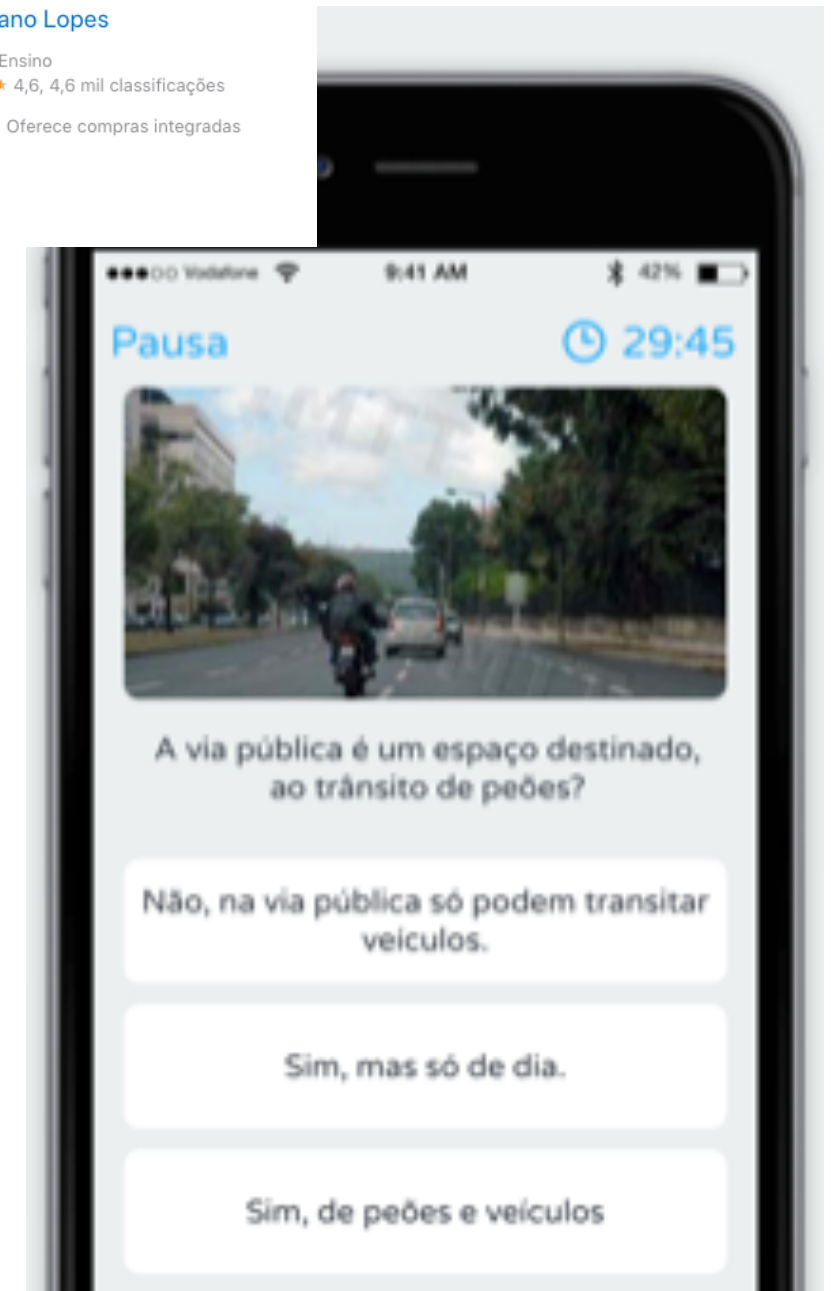 ano Lopes
Ensino
4,6, 4,6 mil classificações
Oferece compras integradas
Vodafone
9:41 AM
42%
Pausa
29:45
A via pública é um espaço destinado,
ao trânsito de peões?
Não, na via pública só podem transitar
veículos.
Sim, mas só de dia.
Sim, de peões e veículos